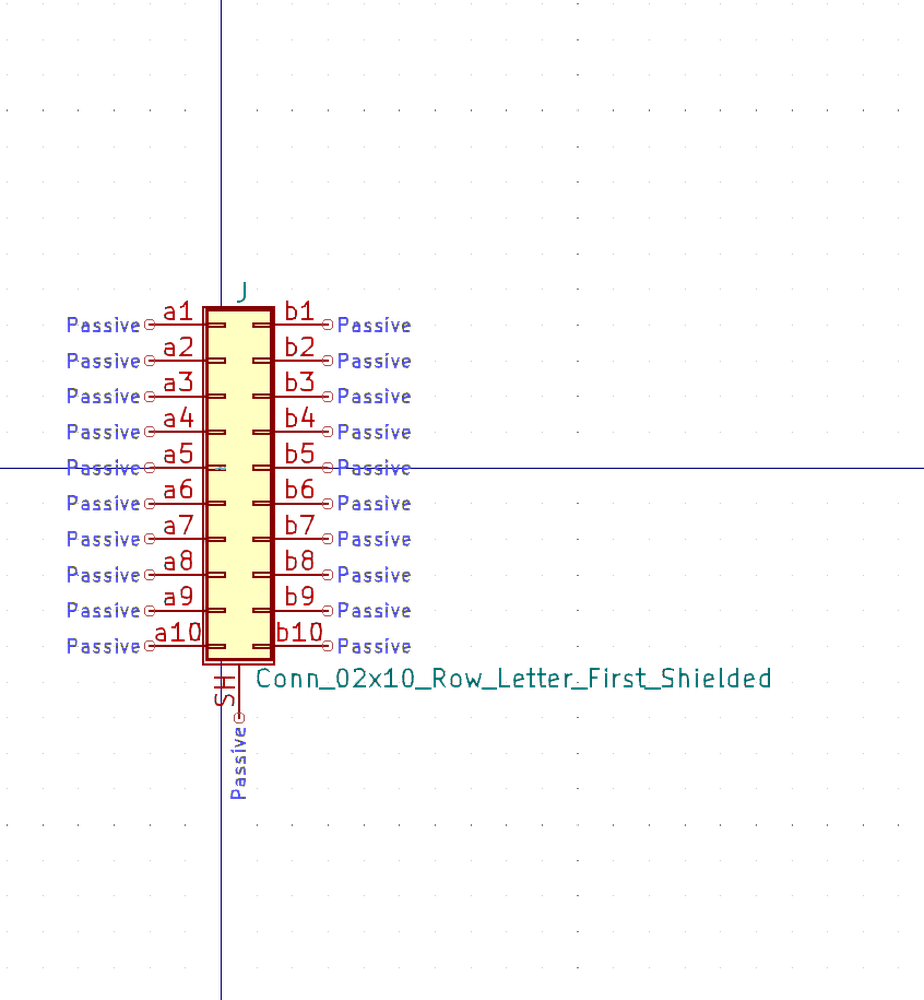 J
Passive a1 b1 Passive
Passive a2 b2 Passive
Passive a3 b3 Passive
Passive a4 b4 Passive
Passive a5 b5 Passive
Passive a6 b6 Passive
Passive a7 b7 Passive
Passive a8 b8 Passive
Passive a9 b9 Passive
Passive a10 b10 Passive
SH Conn_02x10_Row_Letter_First_Shielded
Passive